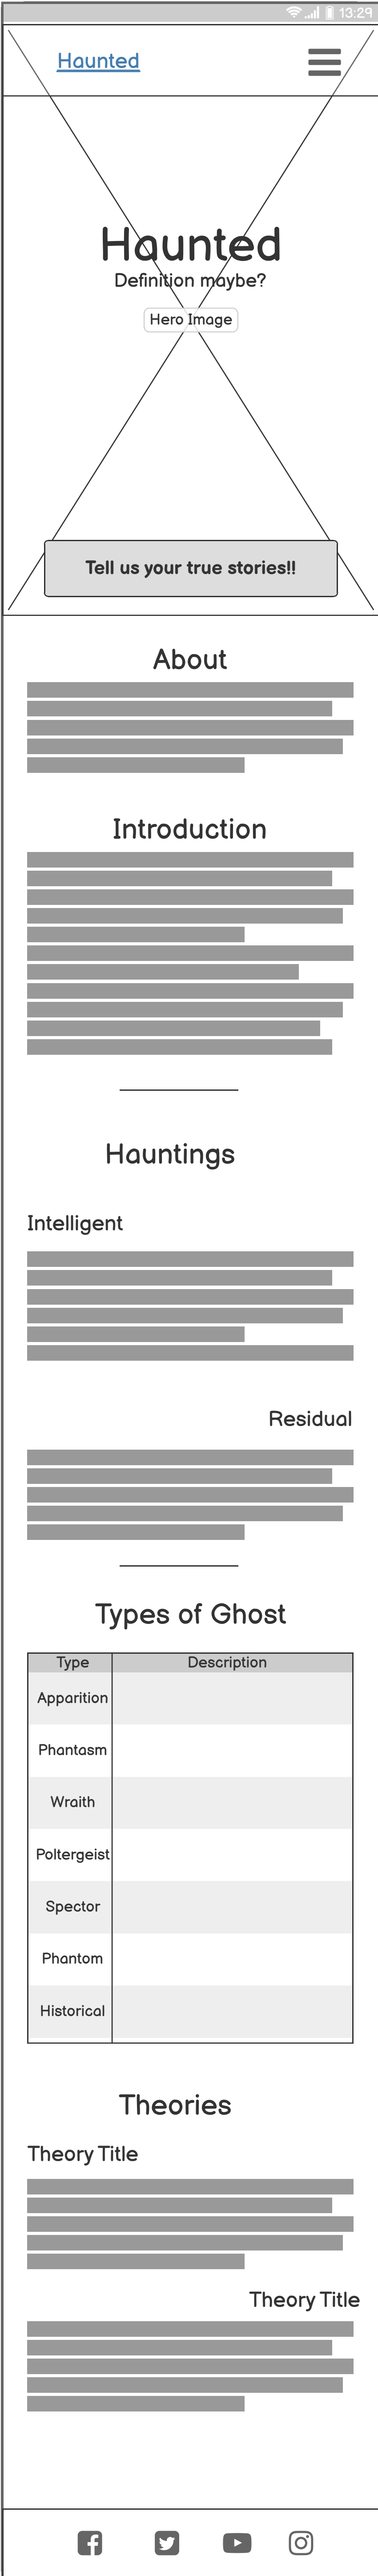 13:29
Haunted
Haunted
Definition maybe?
Hero Image
Tell us your true stories!!
About
Introduction
Hauntings
Intelligent
Residual
Types of Ghost
Type Description
Apparition
Phantasm
Wraith
Poltergeist
Spector
Phantom
Historical
Theories
Theory Title
Theory Title